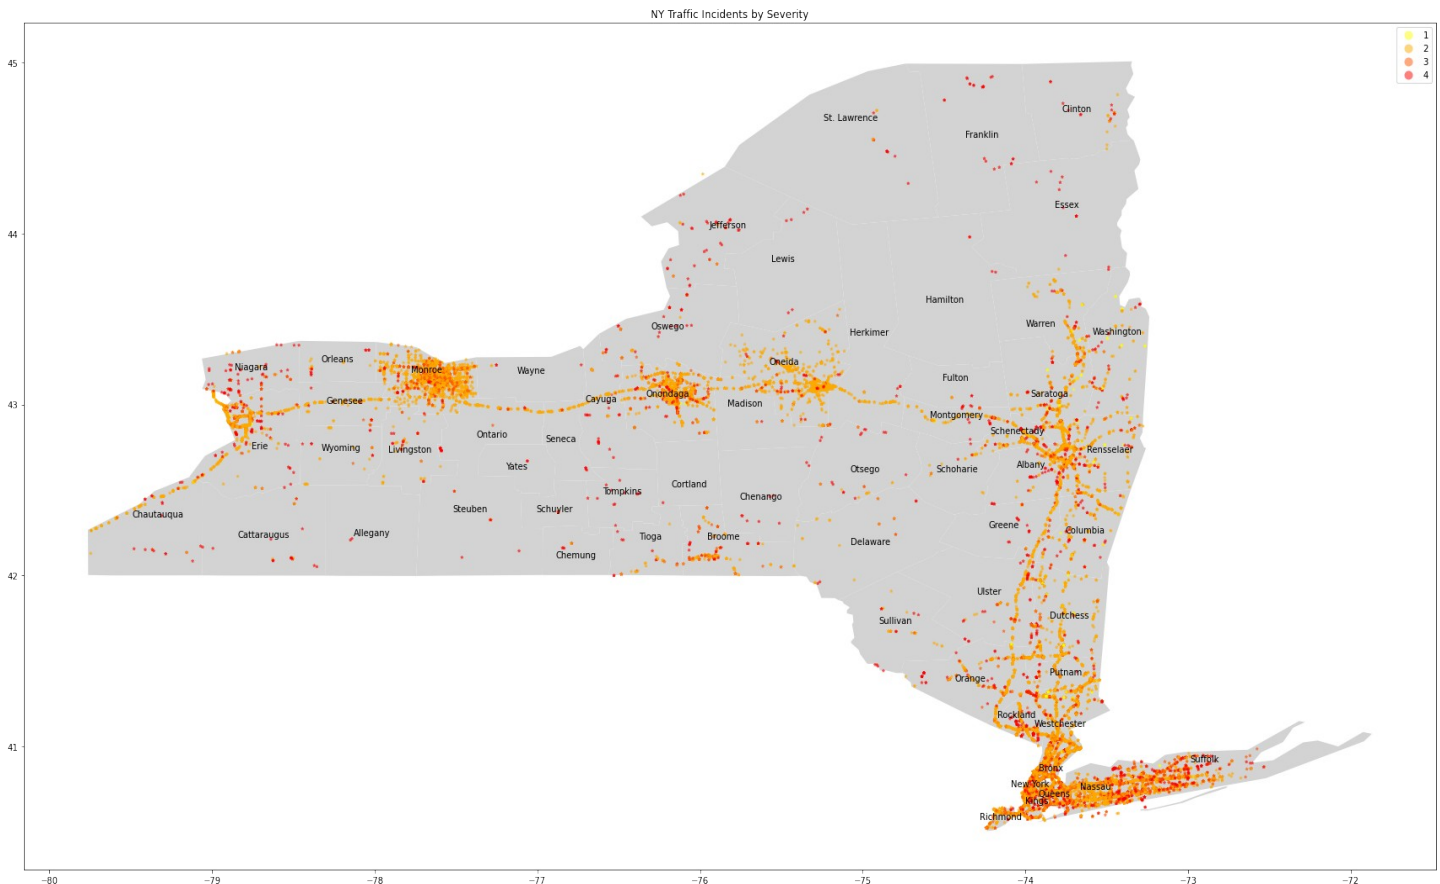 NY Traffic Incidents by Severity
1
2
3
4
45
44
43
42
41
St. Lawrence
Clinton
Franklin
Essex
Jefferson
Lewis
Hamilton
Oswego
Herkimer
Warren
Washington
Orleans
Niagara
Monroe
Wayne
Oneida
Fulton
Genesee
Cayuga
Onondaga
Madison
Saratoga
Montgomery
Schenectady
Erie
Wyoming
Livingston
Ontario
Seneca
Rensselaer
Yates
Otsego
Schoharie
Albany
Tompkins
Cortland
Chenango
Chautauqua
Steuben
Schuyler
Greene
Columbia
Cattaraugus
Allegany
Tioga
Broome
Delaware
Chemung
Ulster
Sullivan
Dutchess
Orange
Putnam
Rockland
Westchester
Bronx
Suffolk
New York
Nassau
Queens
Kings
Richmond
−80
−79
−78
−77
−76
−75
−74
−73
−72